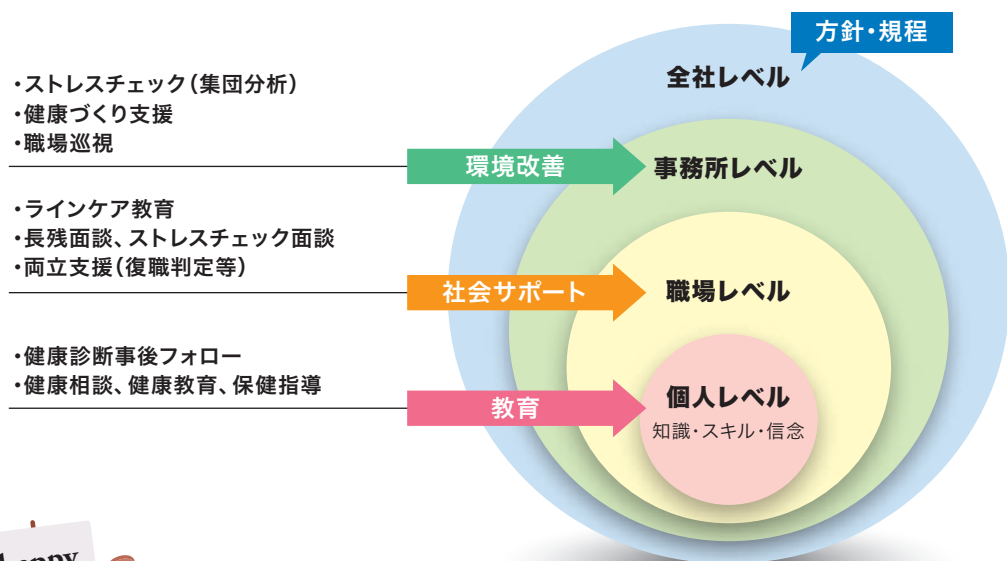 方針・規程
全社レベル
・ストレスチェック(集団分析)
・健康づくり支援
・職場巡視
環境改善
事務所レベル
・ラインケア教育
・長残面談、ストレスチェック面談
・両立支援(復職判定等)
社会サポート
職場レベル
・健康診断事後フォロー
・健康相談、健康教育、保健指導
教育
個人レベル
知識・スキル・信念